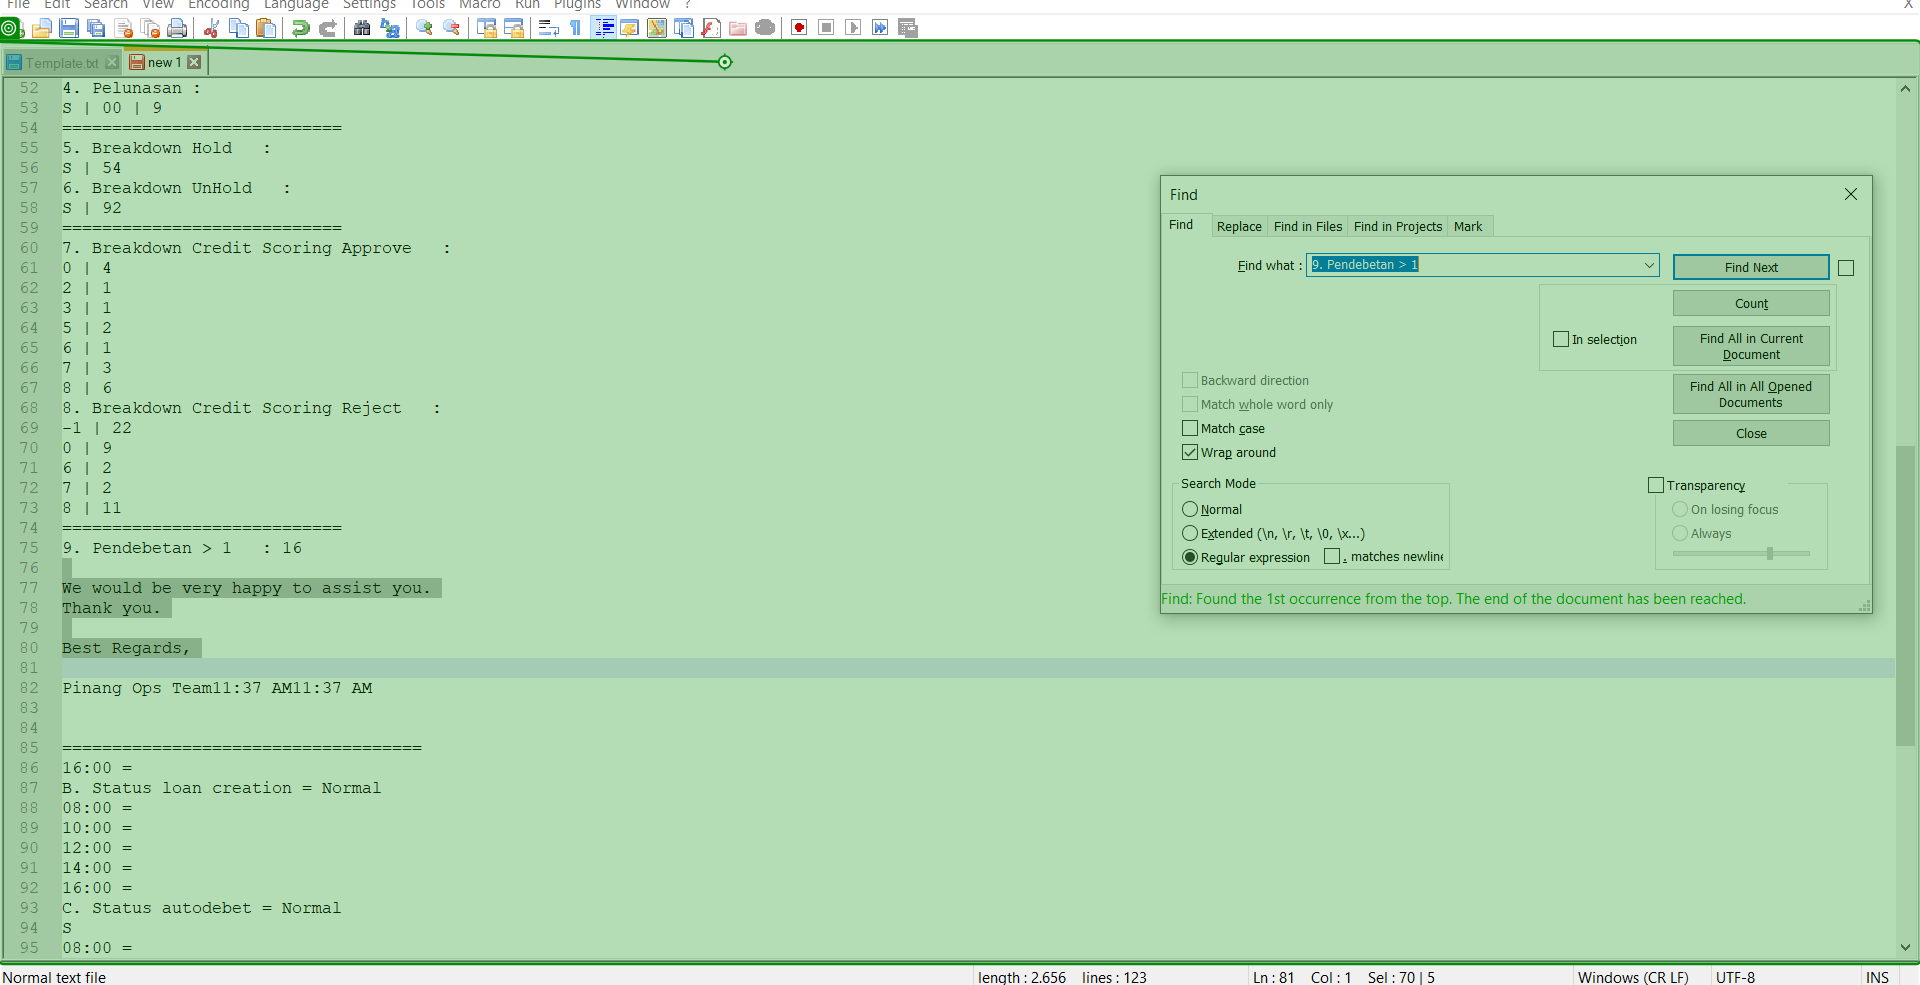 File Edit Search View Encoding Language Settings Tools Macro Run Plugins Window ? X
Template.txt new 1
52 4. Pelunasan :
53 S | 00 | 9
54 ============================
55 5. Breakdown Hold   :
56 S | 54
57 6. Breakdown UnHold   :
58 S | 92
59 ============================
60 7. Breakdown Credit Scoring Approve   :
61 0 | 4
62 2 | 1
63 3 | 1
64 5 | 2
65 6 | 1
66 7 | 3
67 8 | 6
68 8. Breakdown Credit Scoring Reject   :
69 -1 | 22
70 0 | 9
71 6 | 2
72 7 | 2
73 8 | 11
74 ============================
75 9. Pendebetan > 1   : 16
76
77 We would be very happy to assist you.
78 Thank you.
79
80 Best Regards,
81
82 Pinang Ops Team11:37 AM11:37 AM
83
84
85 ====================================
86 16:00 =
87 B. Status loan creation = Normal
88 08:00 =
89 10:00 =
90 12:00 =
91 14:00 =
92 16:00 =
93 C. Status autodebet = Normal
94 S
95 08:00 =
Find
Find Replace Find in Files Find in Projects Mark
Find what : 9. Pendebetan > 1 Find Next
Count
In selection Find All in Current
Document
Backward direction Find All in All Opened
Documents
Match whole word only
Match case Close
Wrap around
Search Mode Transparency
Normal On losing focus
Extended (\n, \r, \t, \0, \x...) Always
Regular expression . matches newline
Find: Found the 1st occurrence from the top. The end of the document has been reached.
Normal text file length : 2.656 lines : 123 Ln : 81 Col : 1 Sel : 70 | 5 Windows (CR LF) UTF-8 INS